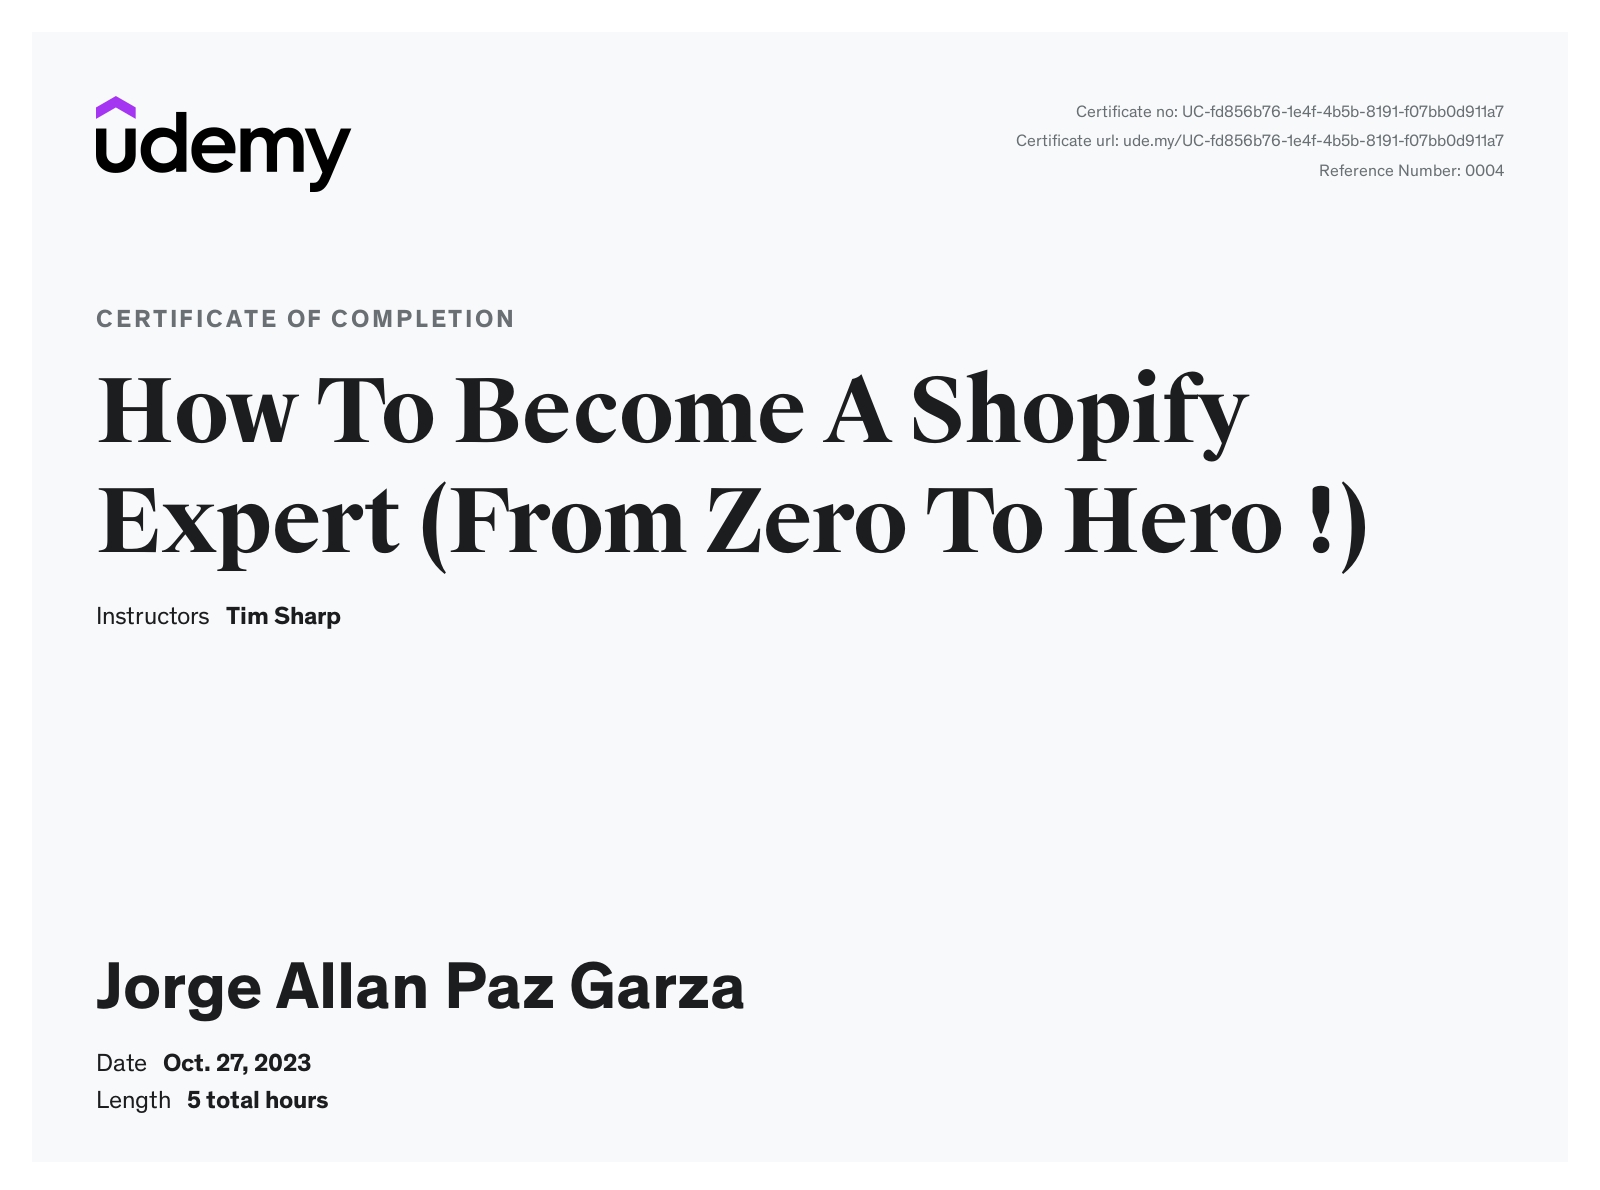 udemy
Certificate no: UC-fd856b76-1e4f-4b5b-8191-f07bb0d911a7
Certificate url: ude.my/UC-fd856b76-1e4f-4b5b-8191-f07bb0d911a7
Reference Number: 0004
CERTIFICATE OF COMPLETION
How To Become A Shopify
Expert (From Zero To Hero !)
Instructors Tim Sharp
Jorge Allan Paz Garza
Date Oct. 27, 2023
Length 5 total hours